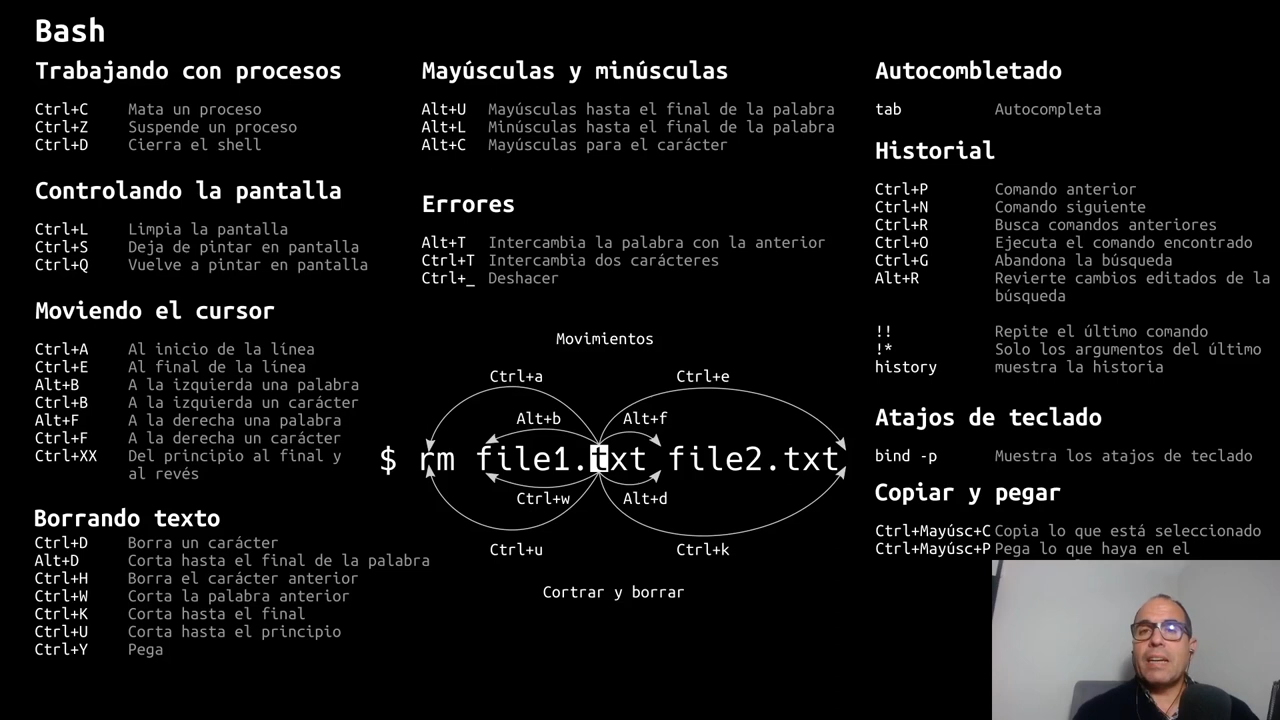 Bash
Trabajando con procesos
Ctrl+C Mata un proceso
Ctrl+Z Suspende un proceso
Ctrl+D Cierra el shell
Controlando la pantalla
Ctrl+L Limpia la pantalla
Ctrl+S Deja de pintar en pantalla
Ctrl+Q Vuelve a pintar en pantalla
Moviendo el cursor
Ctrl+A Al inicio de la línea
Ctrl+E Al final de la línea
Alt+B A la izquierda una palabra
Ctrl+B A la izquierda un carácter
Alt+F A la derecha una palabra
Ctrl+F A la derecha un carácter
Ctrl+XX Del principio al final y
al revés
Borrando texto
Ctrl+D Borra un carácter
Alt+D Corta hasta el final de la palabra
Ctrl+H Borra el carácter anterior
Ctrl+W Corta la palabra anterior
Ctrl+K Corta hasta el final
Ctrl+U Corta hasta el principio
Ctrl+Y Pega
Mayúsculas y minúsculas
Alt+U Mayúsculas hasta el final de la palabra
Alt+L Minúsculas hasta el final de la palabra
Alt+C Mayúsculas para el carácter
Errores
Alt+T Intercambia la palabra con la anterior
Ctrl+T Intercambia dos carácteres
Ctrl+_ Deshacer
Movimientos
Ctrl+a Ctrl+e
Alt+b Alt+f
$ rm file1.txt file2.txt
Ctrl+w Alt+d
Ctrl+u Ctrl+k
Cortrar y borrar
Autocombletado
tab Autocompleta
Historial
Ctrl+P Comando anterior
Ctrl+N Comando siguiente
Ctrl+R Busca comandos anteriores
Ctrl+O Ejecuta el comando encontrado
Ctrl+G Abandona la búsqueda
Alt+R Revierte cambios editados de la
búsqueda
!! Repite el último comando
!* Solo los argumentos del último
history muestra la historia
Atajos de teclado
bind -p Muestra los atajos de teclado
Copiar y pegar
Ctrl+Mayúsc+C Copia lo que está seleccionado
Ctrl+Mayúsc+P Pega lo que haya en el